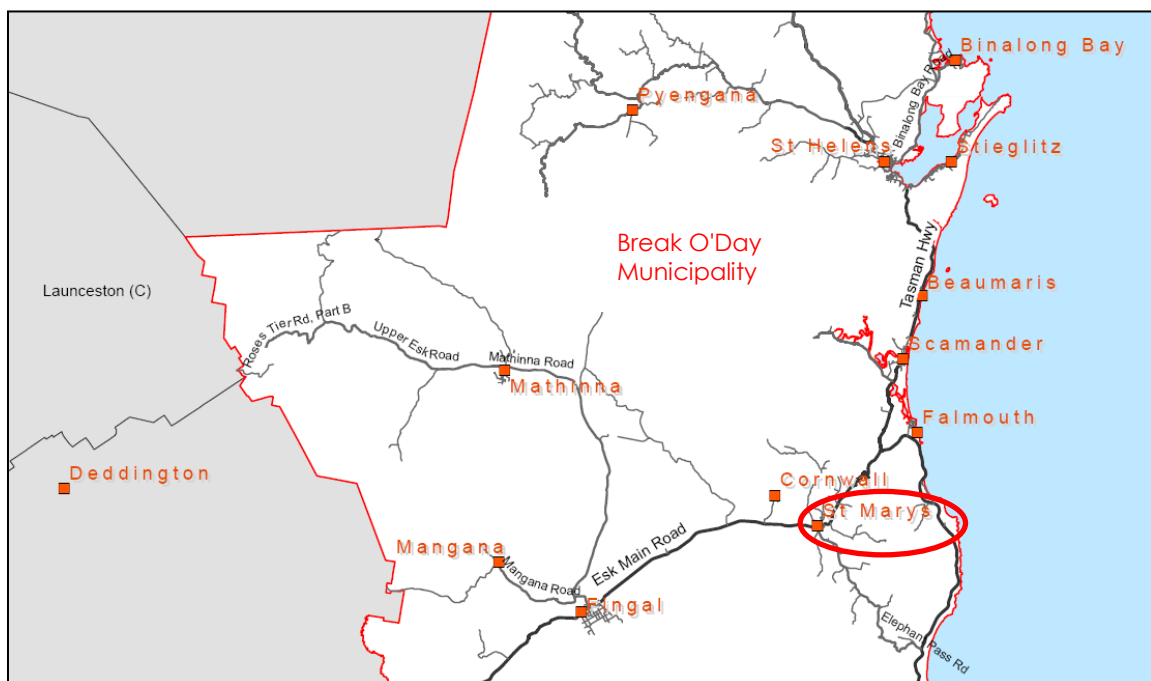 Binalong Bay
Binalong Bay Road
Pyengana
St Helens
Stieglitz
Break O'Day
Municipality
Tasman Hwy
Beaumaris
Launceston (C)
Roses Tier Rd, Part B
Upper Esk Road
Mathinna Road
Mathinna
Scamander
Falmouth
Deddington
Cornwall
St Marys
Mangana
Mangana Road
Esk Main Road
Fingal
Elephant Pass Rd